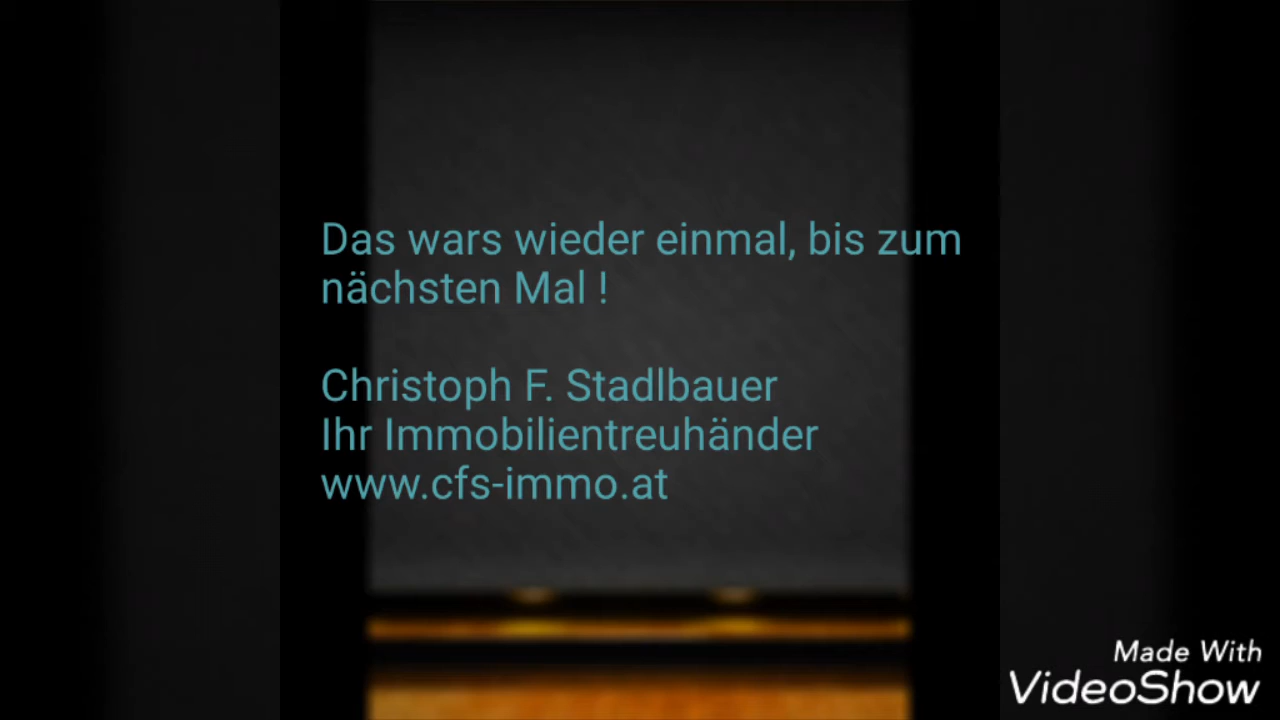 Das wars wieder einmal, bis zum
nächsten Mal !
Christoph F. Stadlbauer
Ihr Immobilientreuhänder
www.cfs-immo.at
Made With
VideoShow